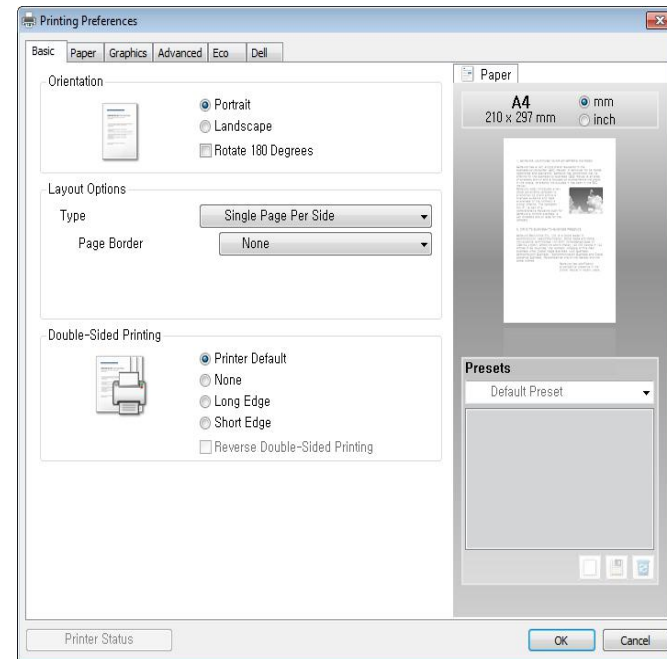 Printing Preferences
Basic Paper Graphics Advanced Eco Dell
Orientation
Portrait
Landscape
Rotate 180 Degrees
Layout Options
Type Single Page Per Side
Page Border None
Double-Sided Printing
Printer Default
None
Long Edge
Short Edge
Reverse Double-Sided Printing
Paper
A4 mm
210 x 297 mm inch
Presets
Default Preset
Printer Status OK Cancel